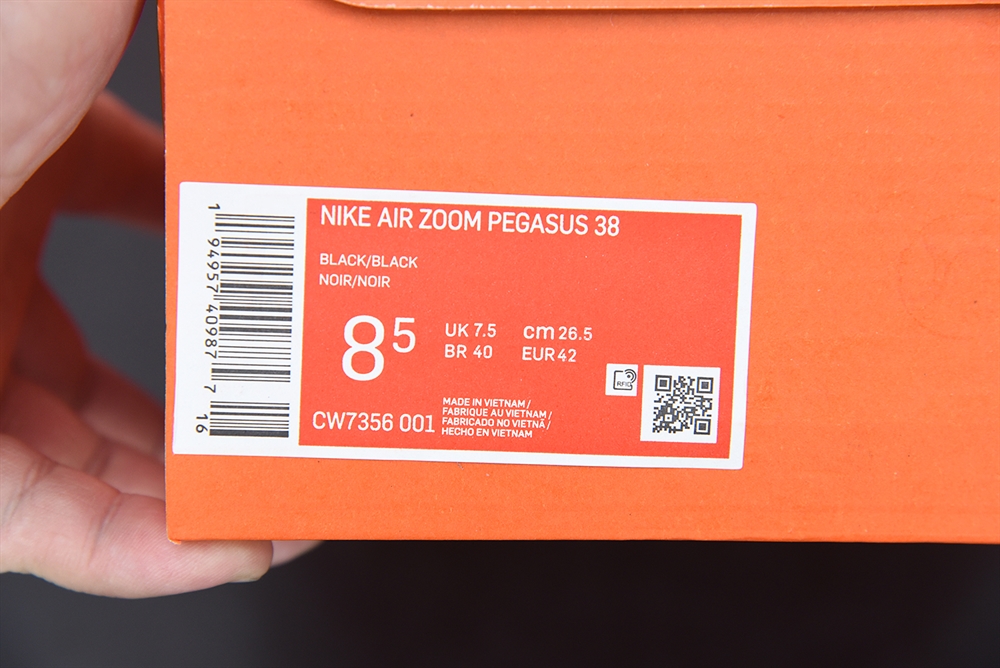 NIKE AIR ZOOM PEGASUS 38
BLACK/BLACK
NOIR/NOIR
8 5
UK 7.5
cm 26.5
BR 40
EUR 42
RFID
CW7356 001
MADE IN VIETNAM /
FABRIQUE AU VIETNAM /
FABRICADO NO VIETNÃ /
HECHO EN VIETNAM
1 94957 40987 7 16